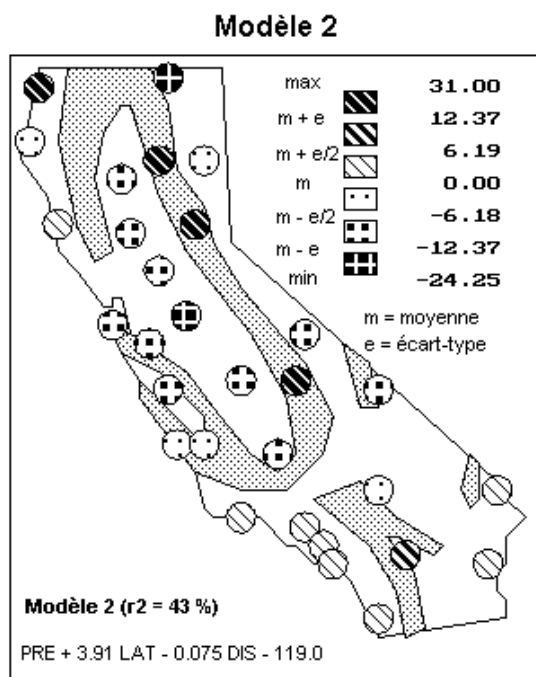 Modèle 2
max
31.00
m + e
12.37
m + e/2
6.19
m
0.00
m - e/2
-6.18
m - e
-12.37
min
-24.25
m = moyenne
e = écart-type
Modèle 2 (r2 = 43 %)
PRE + 3.91 LAT - 0.075 DIS - 119.0